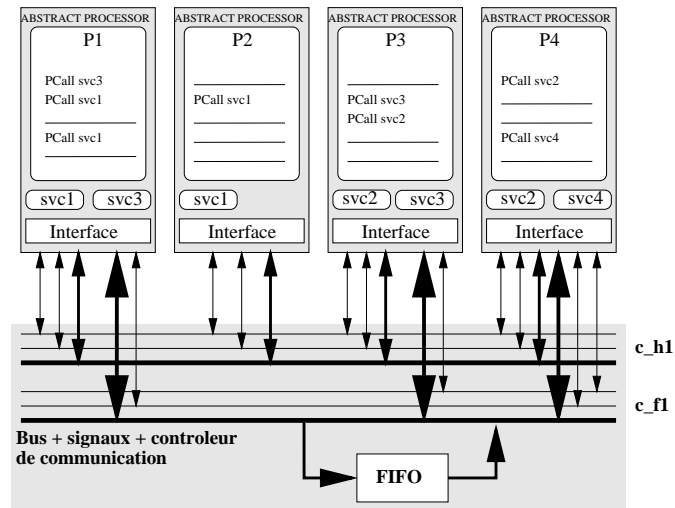 ABSTRACT PROCESSOR ABSTRACT PROCESSOR ABSTRACT PROCESSOR ABSTRACT PROCESSOR
P1 P2 P3 P4
PCall svc3 PCall svc2
PCall svc1 PCall svc1 PCall svc3
PCall svc2
PCall svc1 PCall svc4
svc1 svc3 svc1 svc2 svc3 svc2 svc4
Interface Interface Interface Interface
c_h1
c_f1
Bus + signaux + controleur
de communication
FIFO